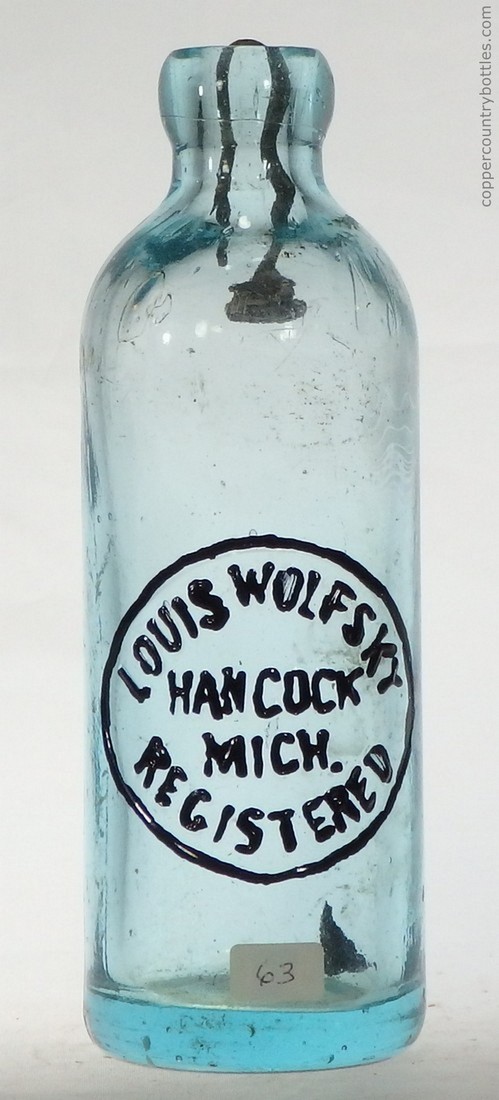 coppercountrybottles.com
LOUIS WOLFSKY
HANCOCK
MICH.
REGISTERED
63